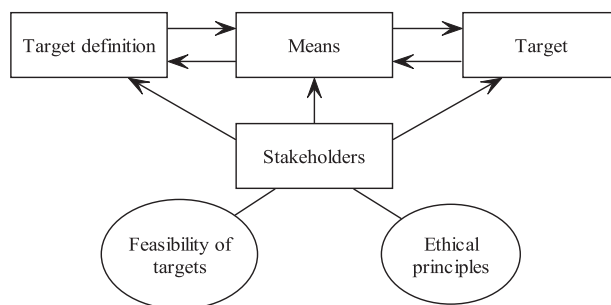 Target definition
Means
Target
Stakeholders
Feasibility of
targets
Ethical
principles